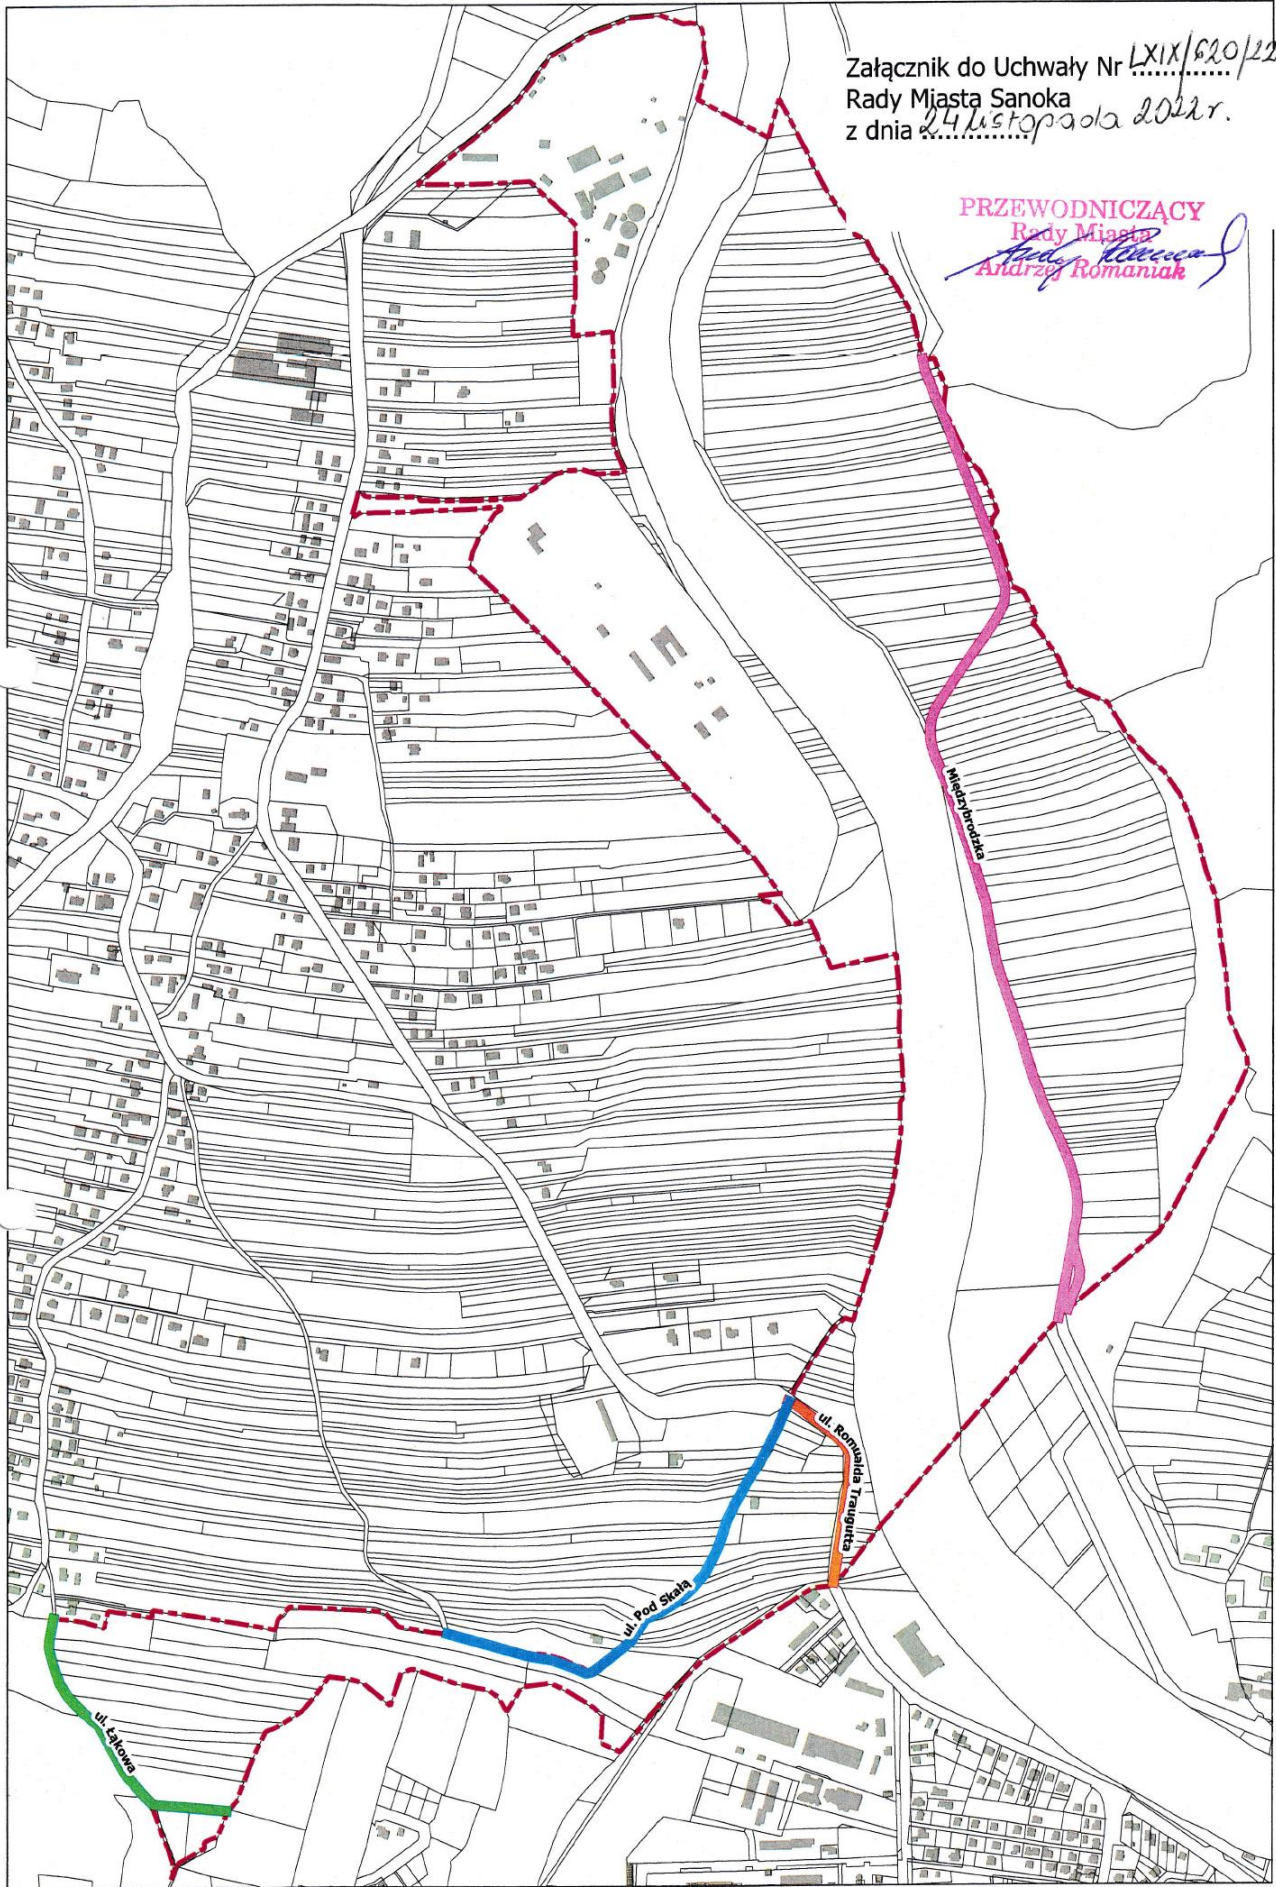 Załącznik do Uchwały Nr LXIX/620/22
Rady Miasta Sanoka
z dnia 24 listopada 2022 r.
PRZEWODNICZĄCY
Rady Miasta
Andrzej Romaniak
Międzybrodzka
ul. Romualda Traugutta
ul. Pod Skałą
ul. Łąkowa